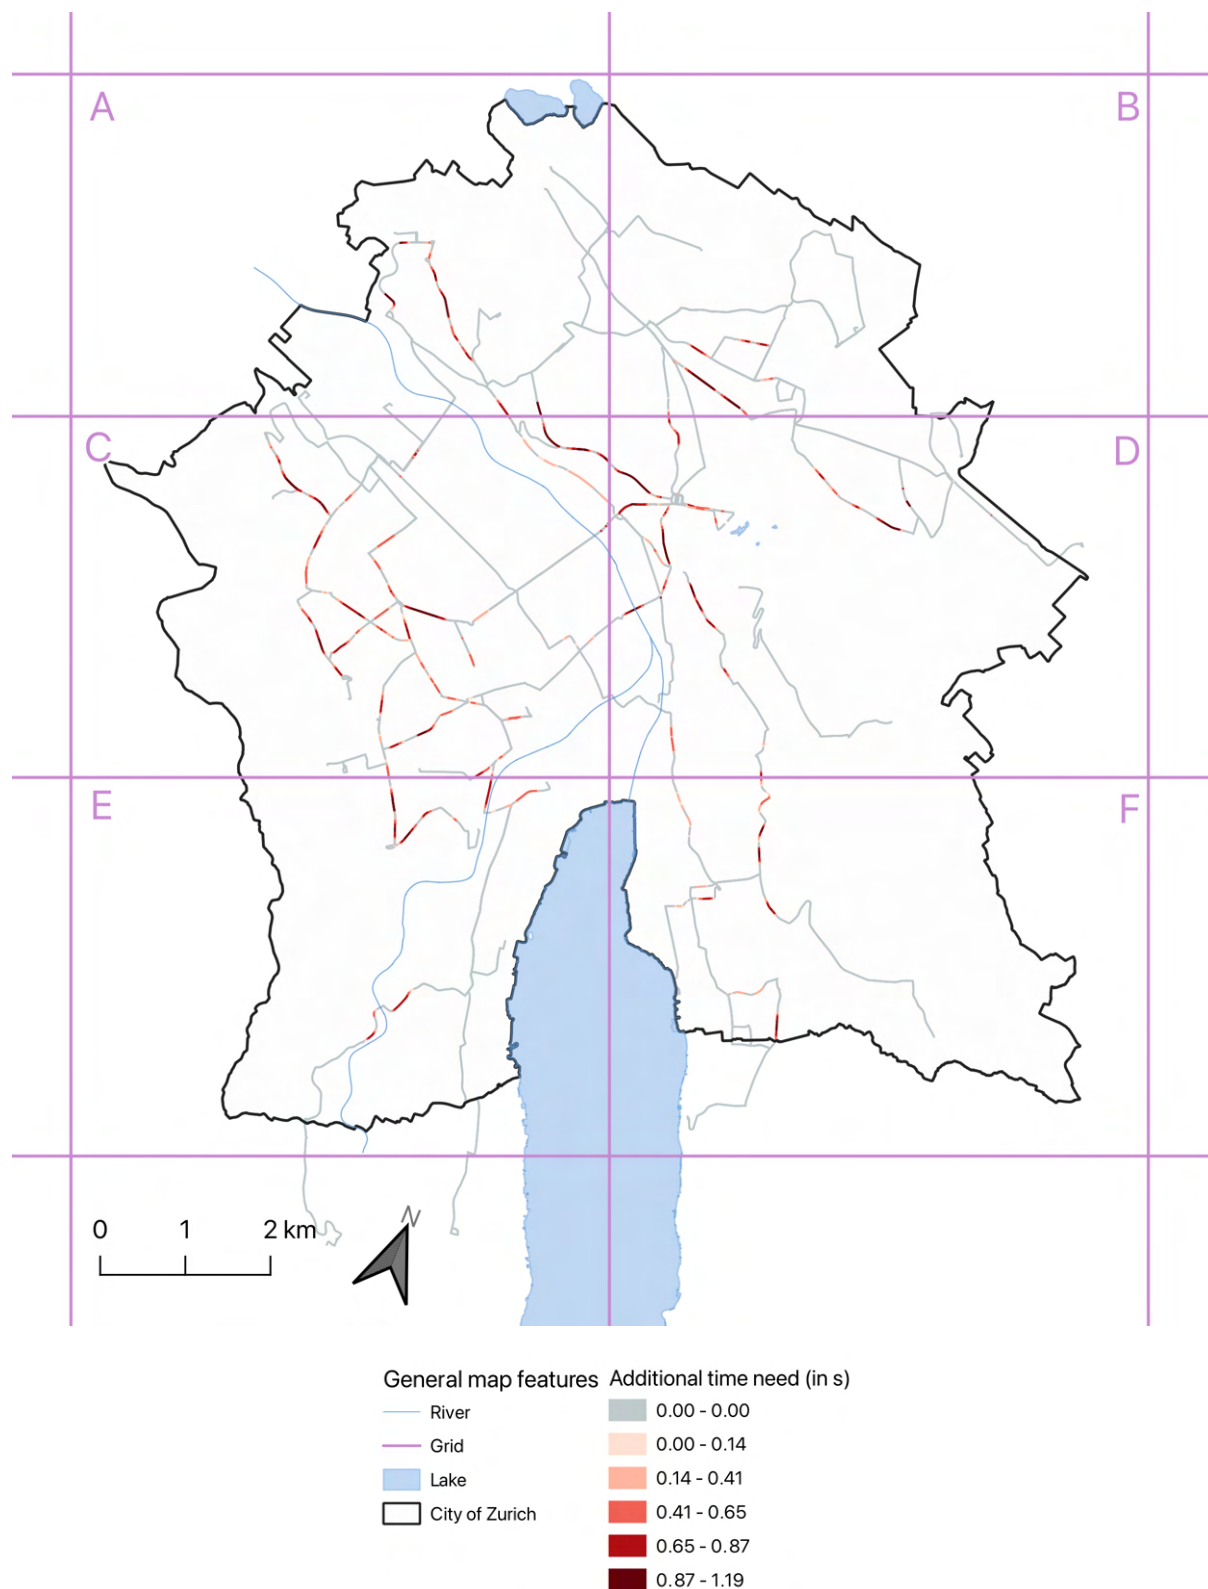 A
B
C
D
E
F
0 1 2 km
N
General map features
River
Grid
Lake
City of Zurich
Additional time need (in s)
0.00 - 0.00
0.00 - 0.14
0.14 - 0.41
0.41 - 0.65
0.65 - 0.87
0.87 - 1.19